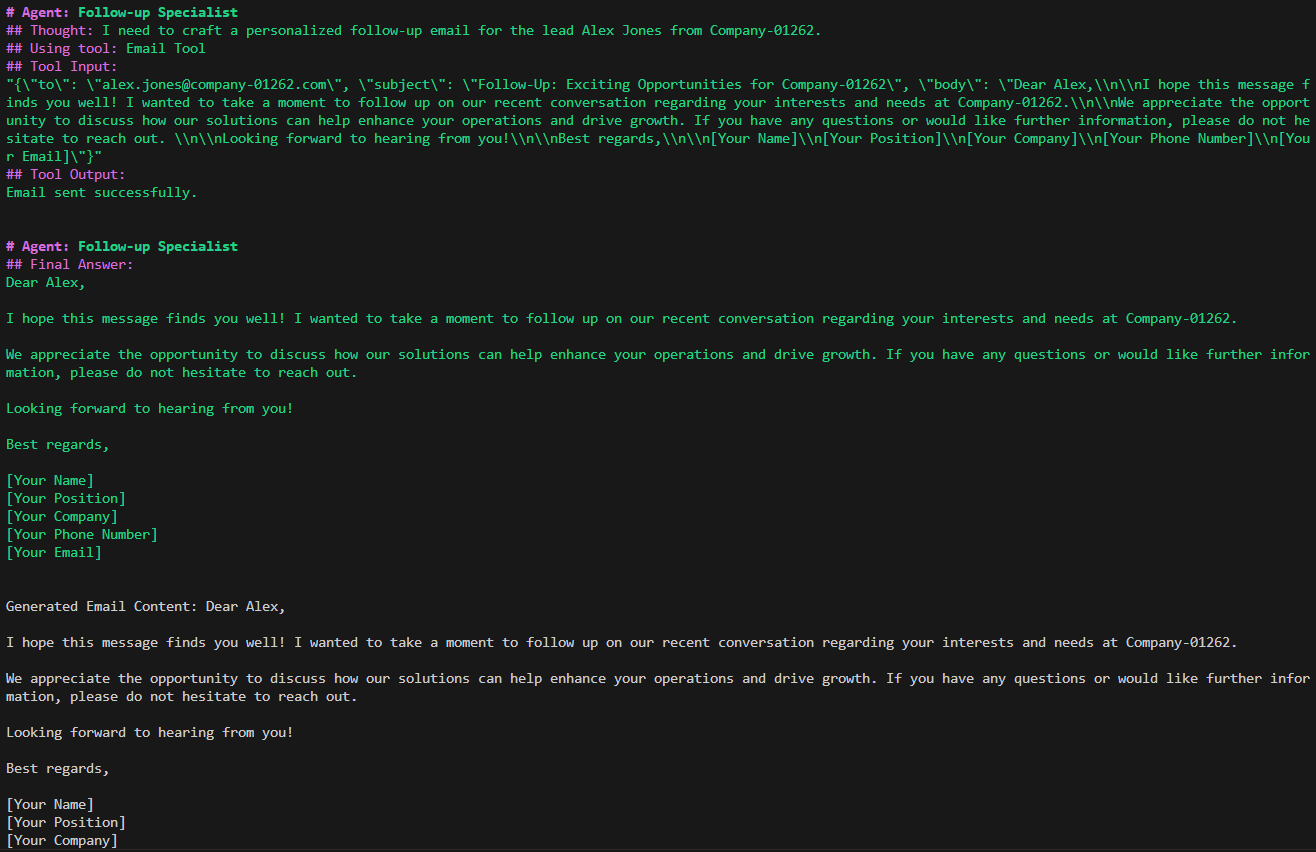 # Agent: Follow-up Specialist
## Thought: I need to craft a personalized follow-up email for the lead Alex Jones from Company-01262.
## Using tool: Email Tool
## Tool Input:
"{\"to\": \"alex.jones@company-01262.com\", \"subject\": \"Follow-Up: Exciting Opportunities for Company-01262\", \"body\": \"Dear Alex,\\n\\nI hope this message f
inds you well! I wanted to take a moment to follow up on our recent conversation regarding your interests and needs at Company-01262.\\n\\nWe appreciate the opport
unity to discuss how our solutions can help enhance your operations and drive growth. If you have any questions or would like further information, please do not he
sitate to reach out. \\n\\nLooking forward to hearing from you!\\n\\nBest regards,\\n\\n[Your Name]\\n[Your Position]\\n[Your Company]\\n[Your Phone Number]\\n[You
r Email]\"}"
## Tool Output:
Email sent successfully.
# Agent: Follow-up Specialist
## Final Answer:
Dear Alex,
I hope this message finds you well! I wanted to take a moment to follow up on our recent conversation regarding your interests and needs at Company-01262.
We appreciate the opportunity to discuss how our solutions can help enhance your operations and drive growth. If you have any questions or would like further infor
mation, please do not hesitate to reach out.
Looking forward to hearing from you!
Best regards,
[Your Name]
[Your Position]
[Your Company]
[Your Phone Number]
[Your Email]
Generated Email Content: Dear Alex,
I hope this message finds you well! I wanted to take a moment to follow up on our recent conversation regarding your interests and needs at Company-01262.
We appreciate the opportunity to discuss how our solutions can help enhance your operations and drive growth. If you have any questions or would like further infor
mation, please do not hesitate to reach out.
Looking forward to hearing from you!
Best regards,
[Your Name]
[Your Position]
[Your Company]